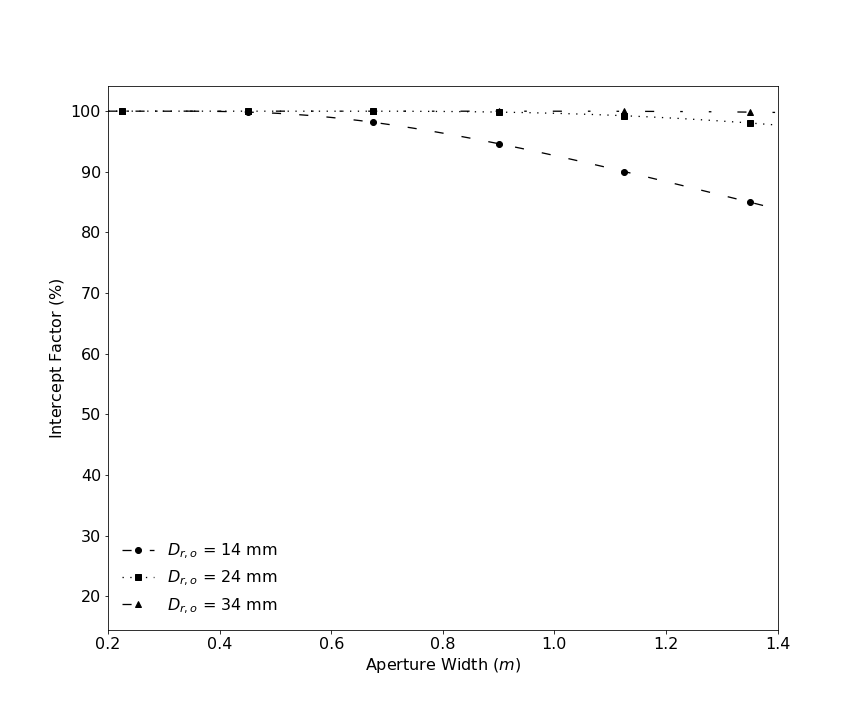 100
90
80
70
60
50
40
30
20
Intercept Factor (%)
D_{r,o} = 14 mm
D_{r,o} = 24 mm
D_{r,o} = 34 mm
0.2 0.4 0.6 0.8 1.0 1.2 1.4
Aperture Width (m)